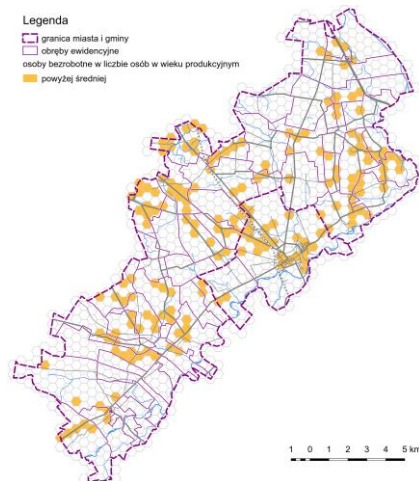 Legenda
granica miasta i gminy
obręby ewidencyjne
osoby bezrobotne w liczbie osób w wieku produkcyjnym
powyżej średniej
1 0 1 2 3 4 5 km